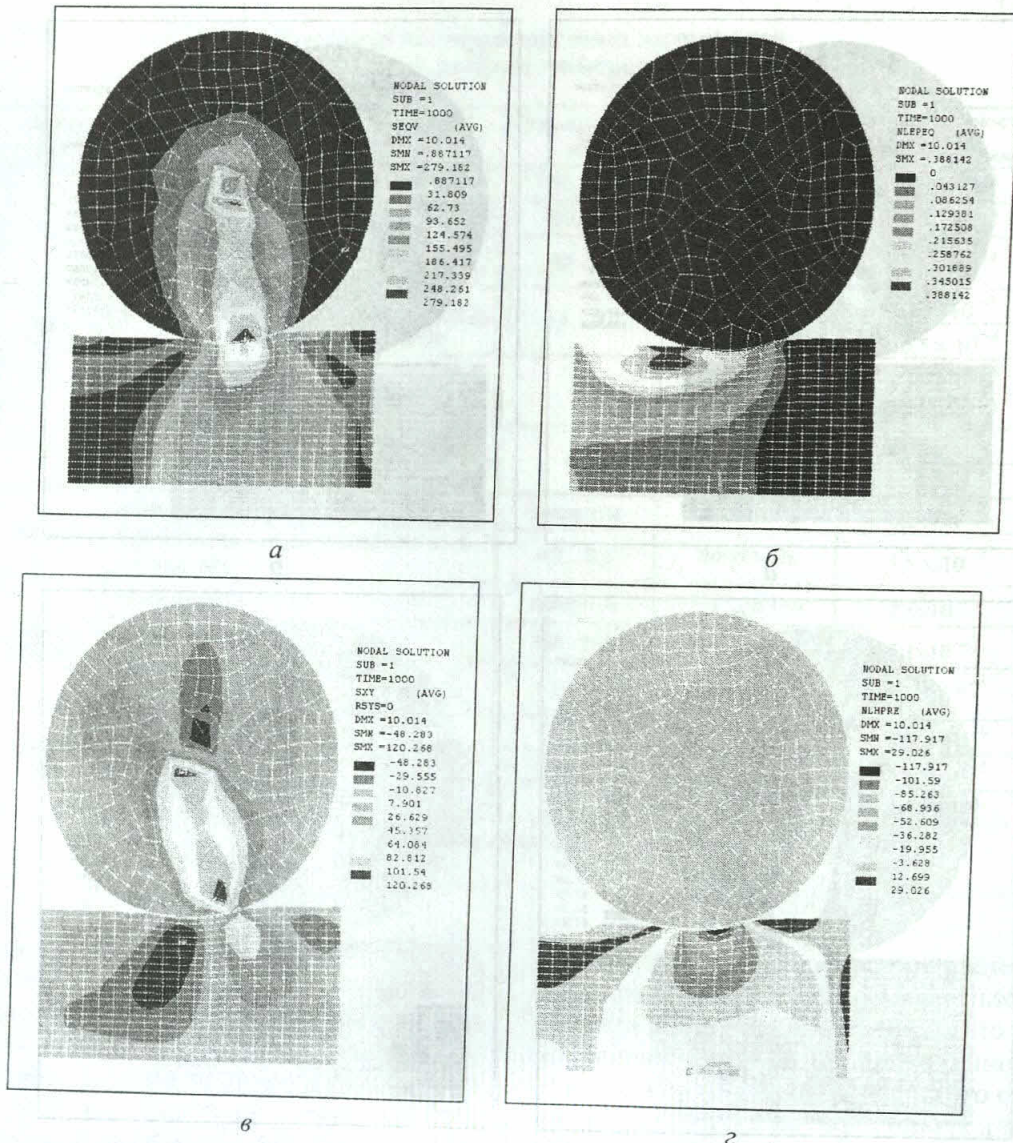 NODAL SOLUTION
SUB =1
TIME=1000
SEQV (AVG)
DMX =10.014
SMN =.887117
SMX =279.182
.887117
31.809
62.73
93.652
124.574
155.495
186.417
217.339
248.261
279.182
а
NODAL SOLUTION
SUB =1
TIME=1000
NLEPEQ (AVG)
DMX =10.014
SMX =.388142
0
.043127
.086254
.129381
.172508
.215635
.258762
.301889
.345015
.388142
б
NODAL SOLUTION
SUB =1
TIME=1000
SXY (AVG)
RSYS=0
DMX =10.014
SMN =-48.283
SMX =120.268
-48.283
-29.555
-10.827
7.901
26.629
45.357
64.084
82.812
101.54
120.268
в
NODAL SOLUTION
SUB =1
TIME=1000
NLHPRE (AVG)
DMX =10.014
SMN =-117.917
SMX =29.026
-117.917
-101.59
-85.263
-68.936
-52.609
-36.282
-19.955
-3.628
12.699
29.026
г